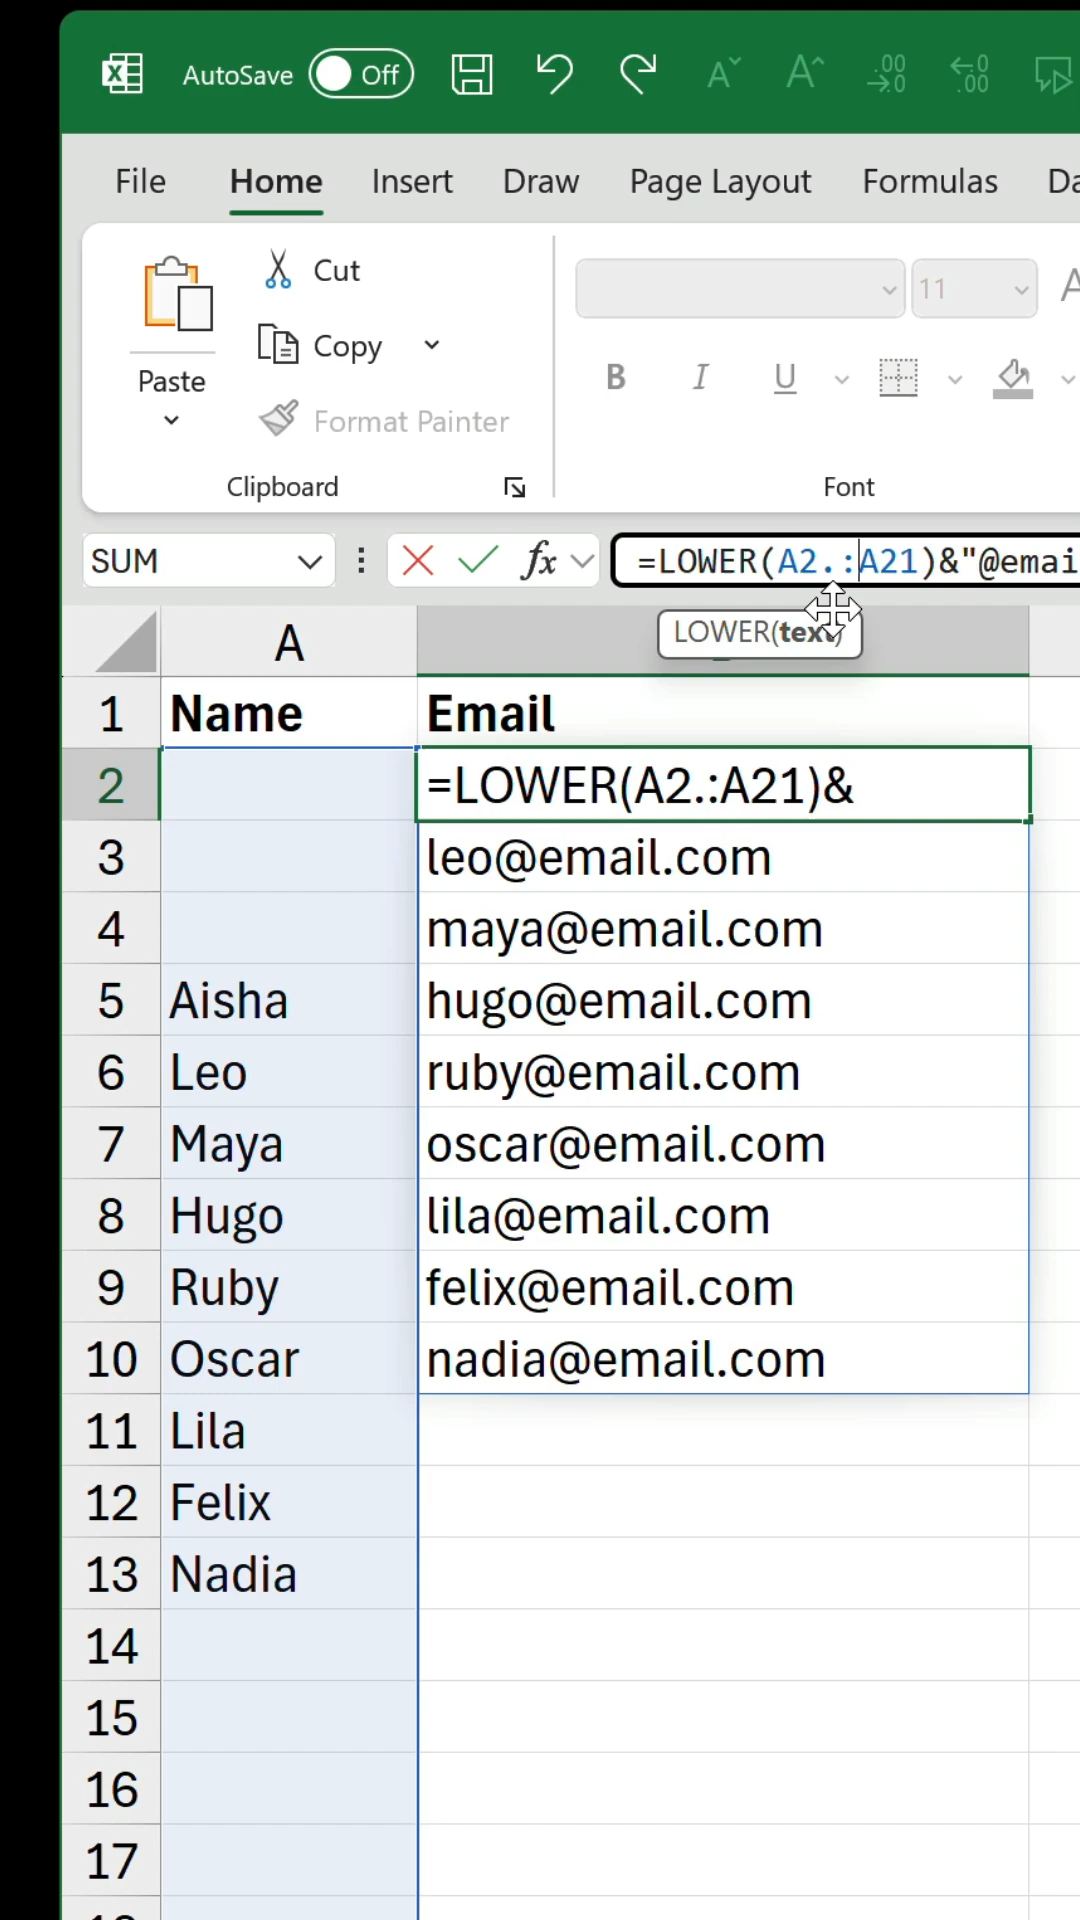 AutoSave Off
File Home Insert Draw Page Layout Formulas
Paste
Cut
Copy
Format Painter
Clipboard
11
B I U
Font
SUM
fx
=LOWER(A2.:A21)&"@emai
LOWER(text)
A
1 Name Email
2 =LOWER(A2.:A21)&
3 leo@email.com
4 maya@email.com
5 Aisha hugo@email.com
6 Leo ruby@email.com
7 Maya oscar@email.com
8 Hugo lila@email.com
9 Ruby felix@email.com
10 Oscar nadia@email.com
11 Lila
12 Felix
13 Nadia
14
15
16
17